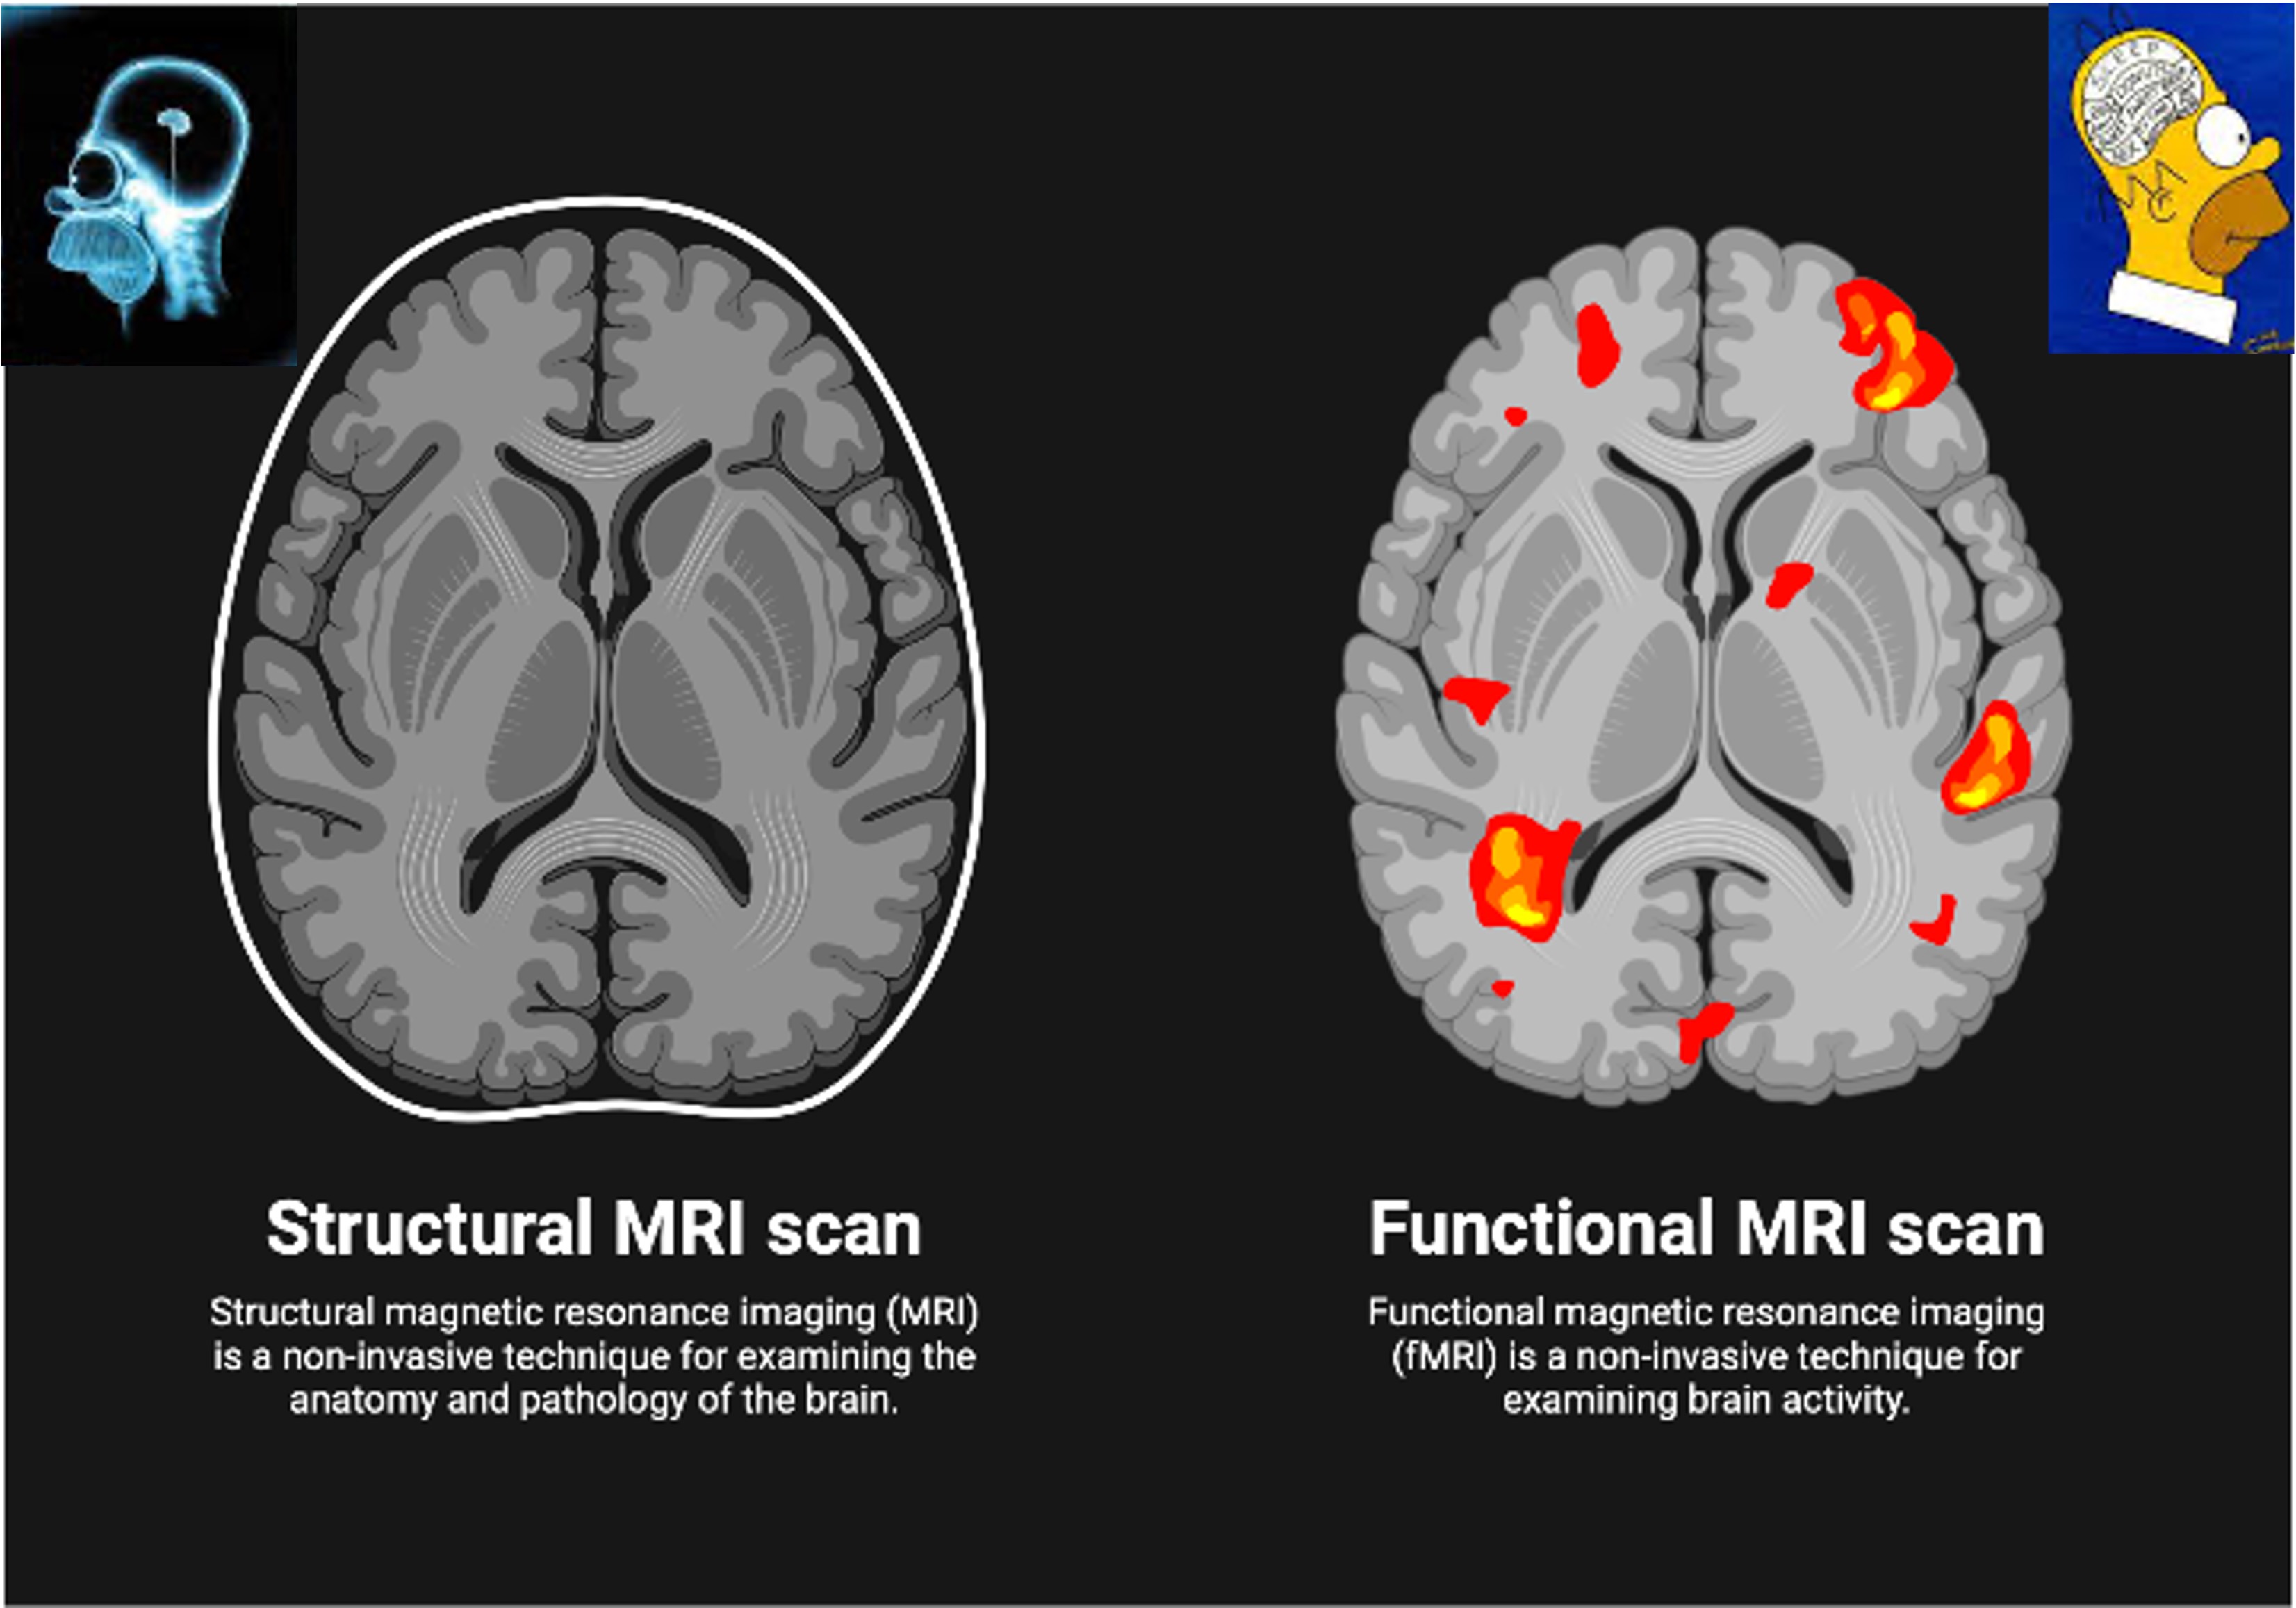 SLEEP
Structural MRI scan
Structural magnetic resonance imaging (MRI)
is a non-invasive technique for examining the
anatomy and pathology of the brain.
Functional MRI scan
Functional magnetic resonance imaging
(fMRI) is a non-invasive technique for
examining brain activity.